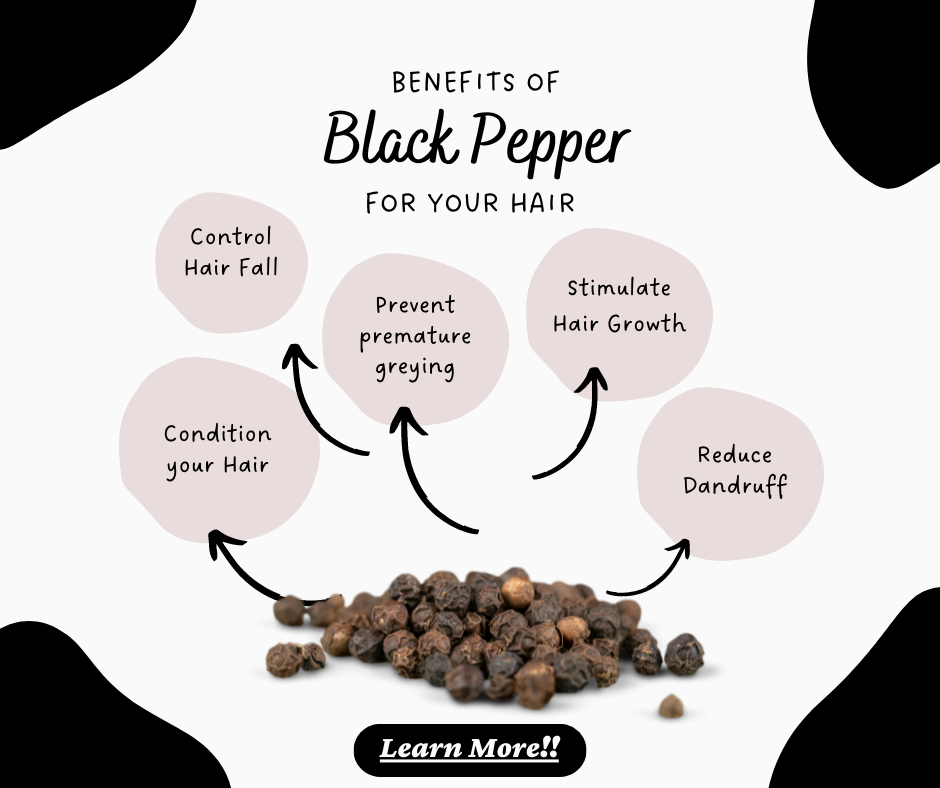 BENEFITS OF
Black Pepper
FOR YOUR HAIR
Control
Hair Fall
Prevent
premature
greying
Stimulate
Hair Growth
Condition
your Hair
Reduce
Dandruff
Learn More!!